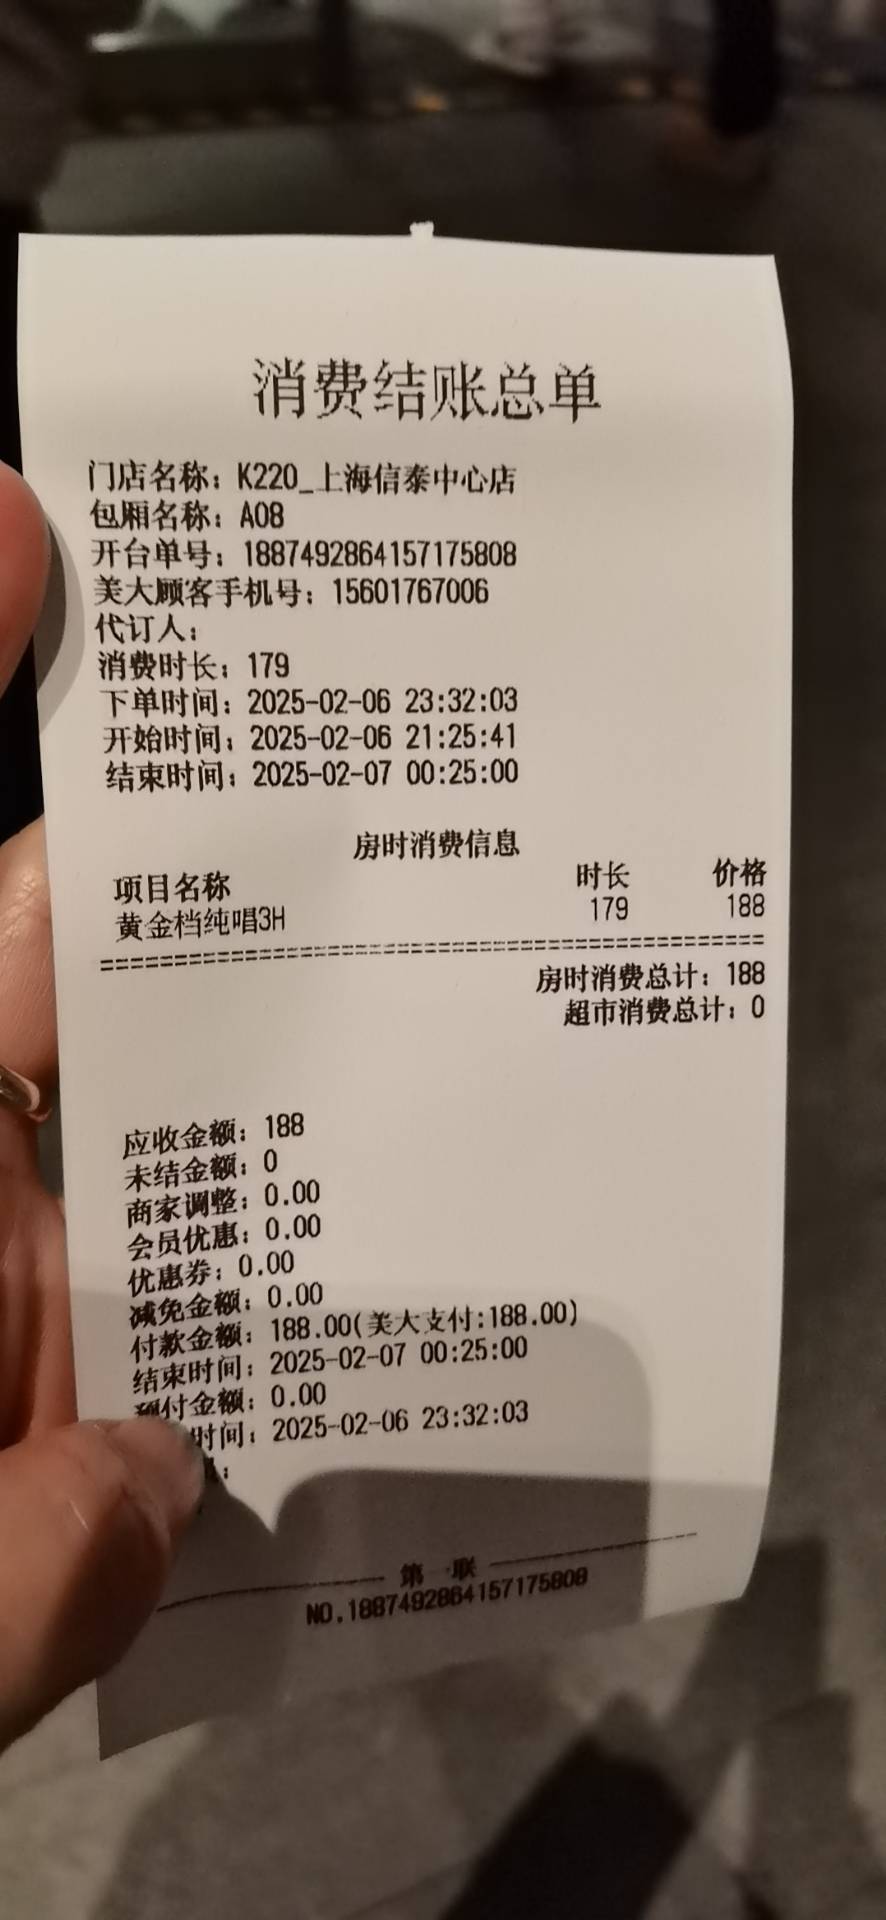 消费结账总单
门店名称：K220_上海信泰中心店
包厢名称：A08
开台单号：1887492864157175808
美大顾客手机号：15601767006
代订人：
消费时长：179
下单时间：2025-02-06 23:32:03
开始时间：2025-02-06 21:25:41
结束时间：2025-02-07 00:25:00
房时消费信息
项目名称 时长 价格
黄金档纯唱3H 179 188
房时消费总计：188
超市消费总计：0
应收金额：188
未结金额：0
商家调整：0.00
会员优惠：0.00
优惠券：0.00
减免金额：0.00
付款金额：188.00(美大支付:188.00)
结束时间：2025-02-07 00:25:00
预付金额：0.00
时间：2025-02-06 23:32:03
第一联
NO.1887492864157175808